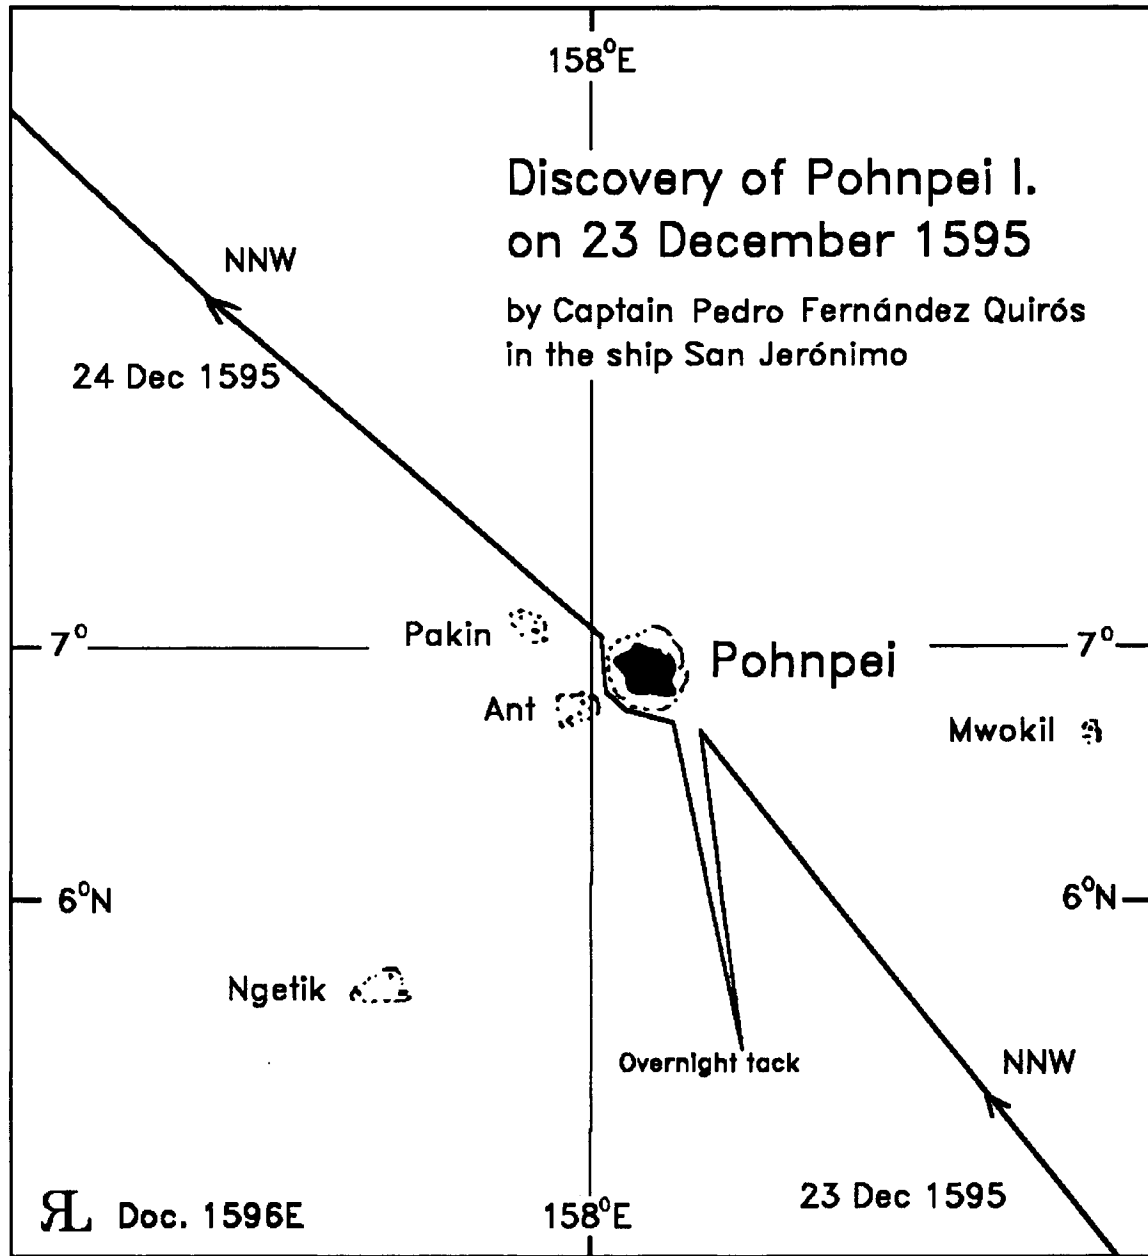 158°E
Discovery of Pohnpei I.
on 23 December 1595
by Captain Pedro Fernández Quirós
in the ship San Jerónimo
NNW
24 Dec 1595
Pakin
7°
Pohnpei
7°
Ant
Mwokil
6°N
6°N
Ngetik
Overnight tack
NNW
23 Dec 1595
RL Doc. 1596E
158°E